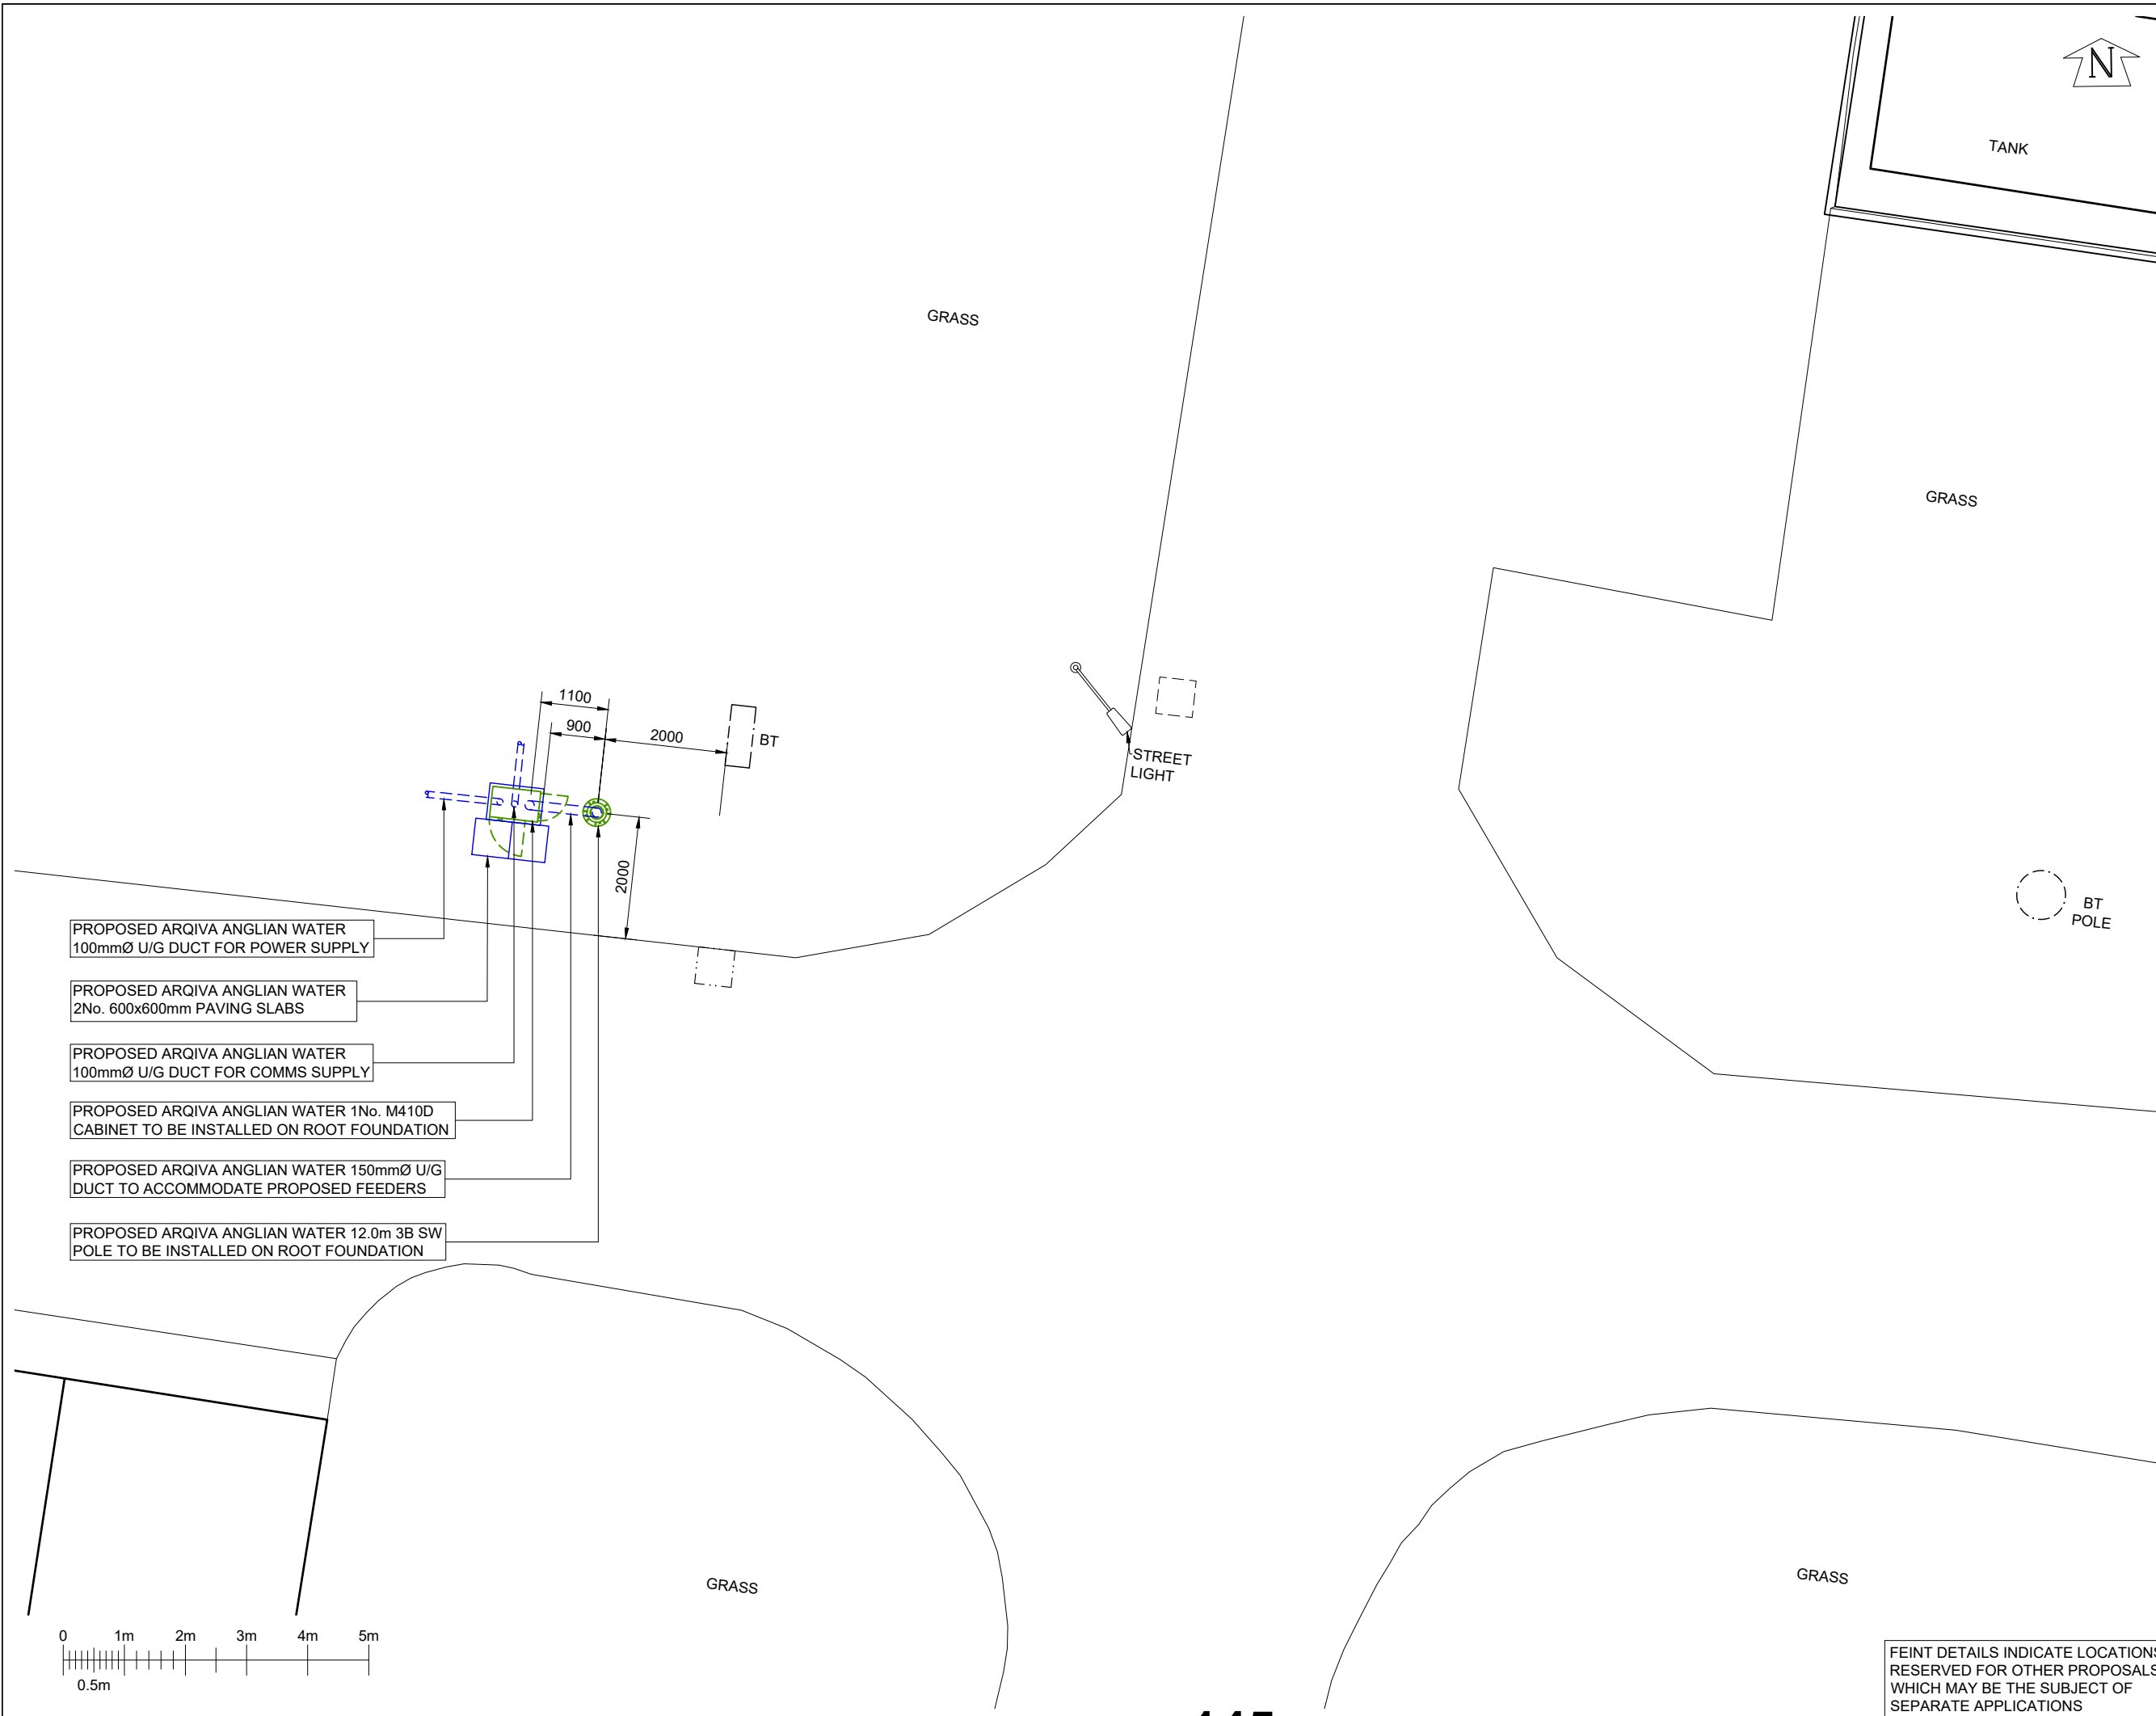 N
TANK
GRASS
GRASS
1100
900
2000
BT
STREET
LIGHT
2000
BT
POLE
PROPOSED ARQIVA ANGLIAN WATER
100mmØ U/G DUCT FOR POWER SUPPLY
PROPOSED ARQIVA ANGLIAN WATER
2No. 600x600mm PAVING SLABS
PROPOSED ARQIVA ANGLIAN WATER
100mmØ U/G DUCT FOR COMMS SUPPLY
PROPOSED ARQIVA ANGLIAN WATER 1No. M410D
CABINET TO BE INSTALLED ON ROOT FOUNDATION
PROPOSED ARQIVA ANGLIAN WATER 150mmØ U/G
DUCT TO ACCOMMODATE PROPOSED FEEDERS
PROPOSED ARQIVA ANGLIAN WATER 12.0m 3B SW
POLE TO BE INSTALLED ON ROOT FOUNDATION
GRASS
GRASS
0 1m 2m 3m 4m 5m
0.5m
FEINT DETAILS INDICATE LOCATIONS
RESERVED FOR OTHER PROPOSALS
WHICH MAY BE THE SUBJECT OF
SEPARATE APPLICATIONS